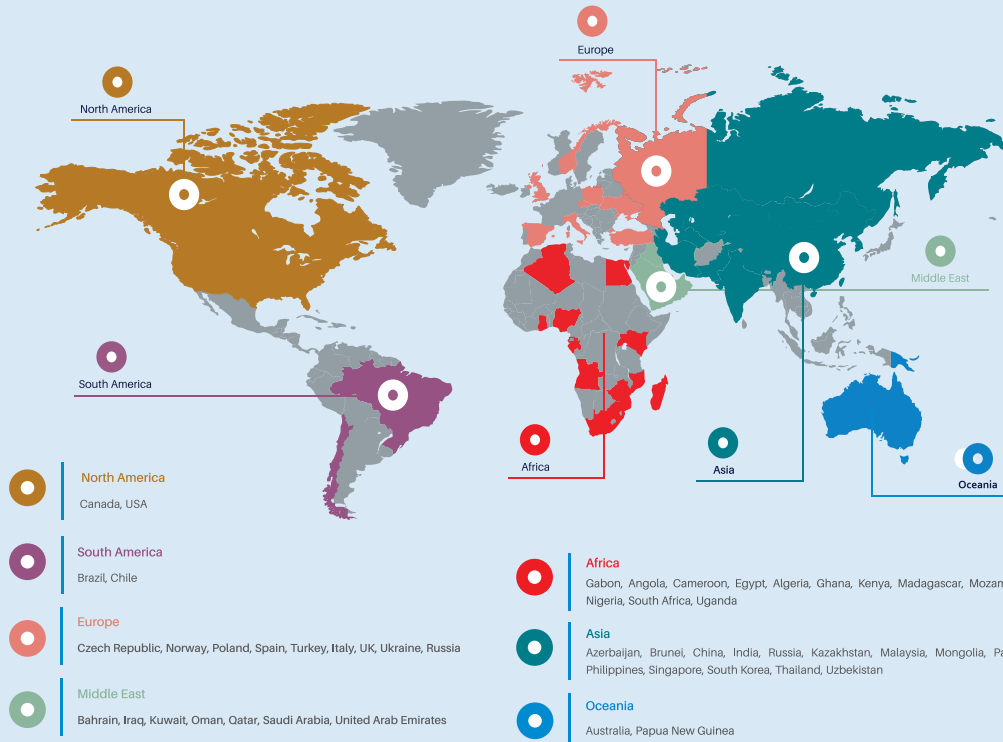 Europe
North America
Middle East
South America
Africa
Asia
Oceania
North America
Canada, USA
South America
Brazil, Chile
Europe
Czech Republic, Norway, Poland, Spain, Turkey, Italy, UK, Ukraine, Russia
Middle East
Bahrain, Iraq, Kuwait, Oman, Qatar, Saudi Arabia, United Arab Emirates
Africa
Gabon, Angola, Cameroon, Egypt, Algeria, Ghana, Kenya, Madagascar,
Nigeria, South Africa, Uganda
Asia
Azerbaijan, Brunei, China, India, Russia, Kazakhstan, Malaysia, Mongolia,
Philippines, Singapore, South Korea, Thailand, Uzbekistan
Oceania
Australia, Papua New Guinea